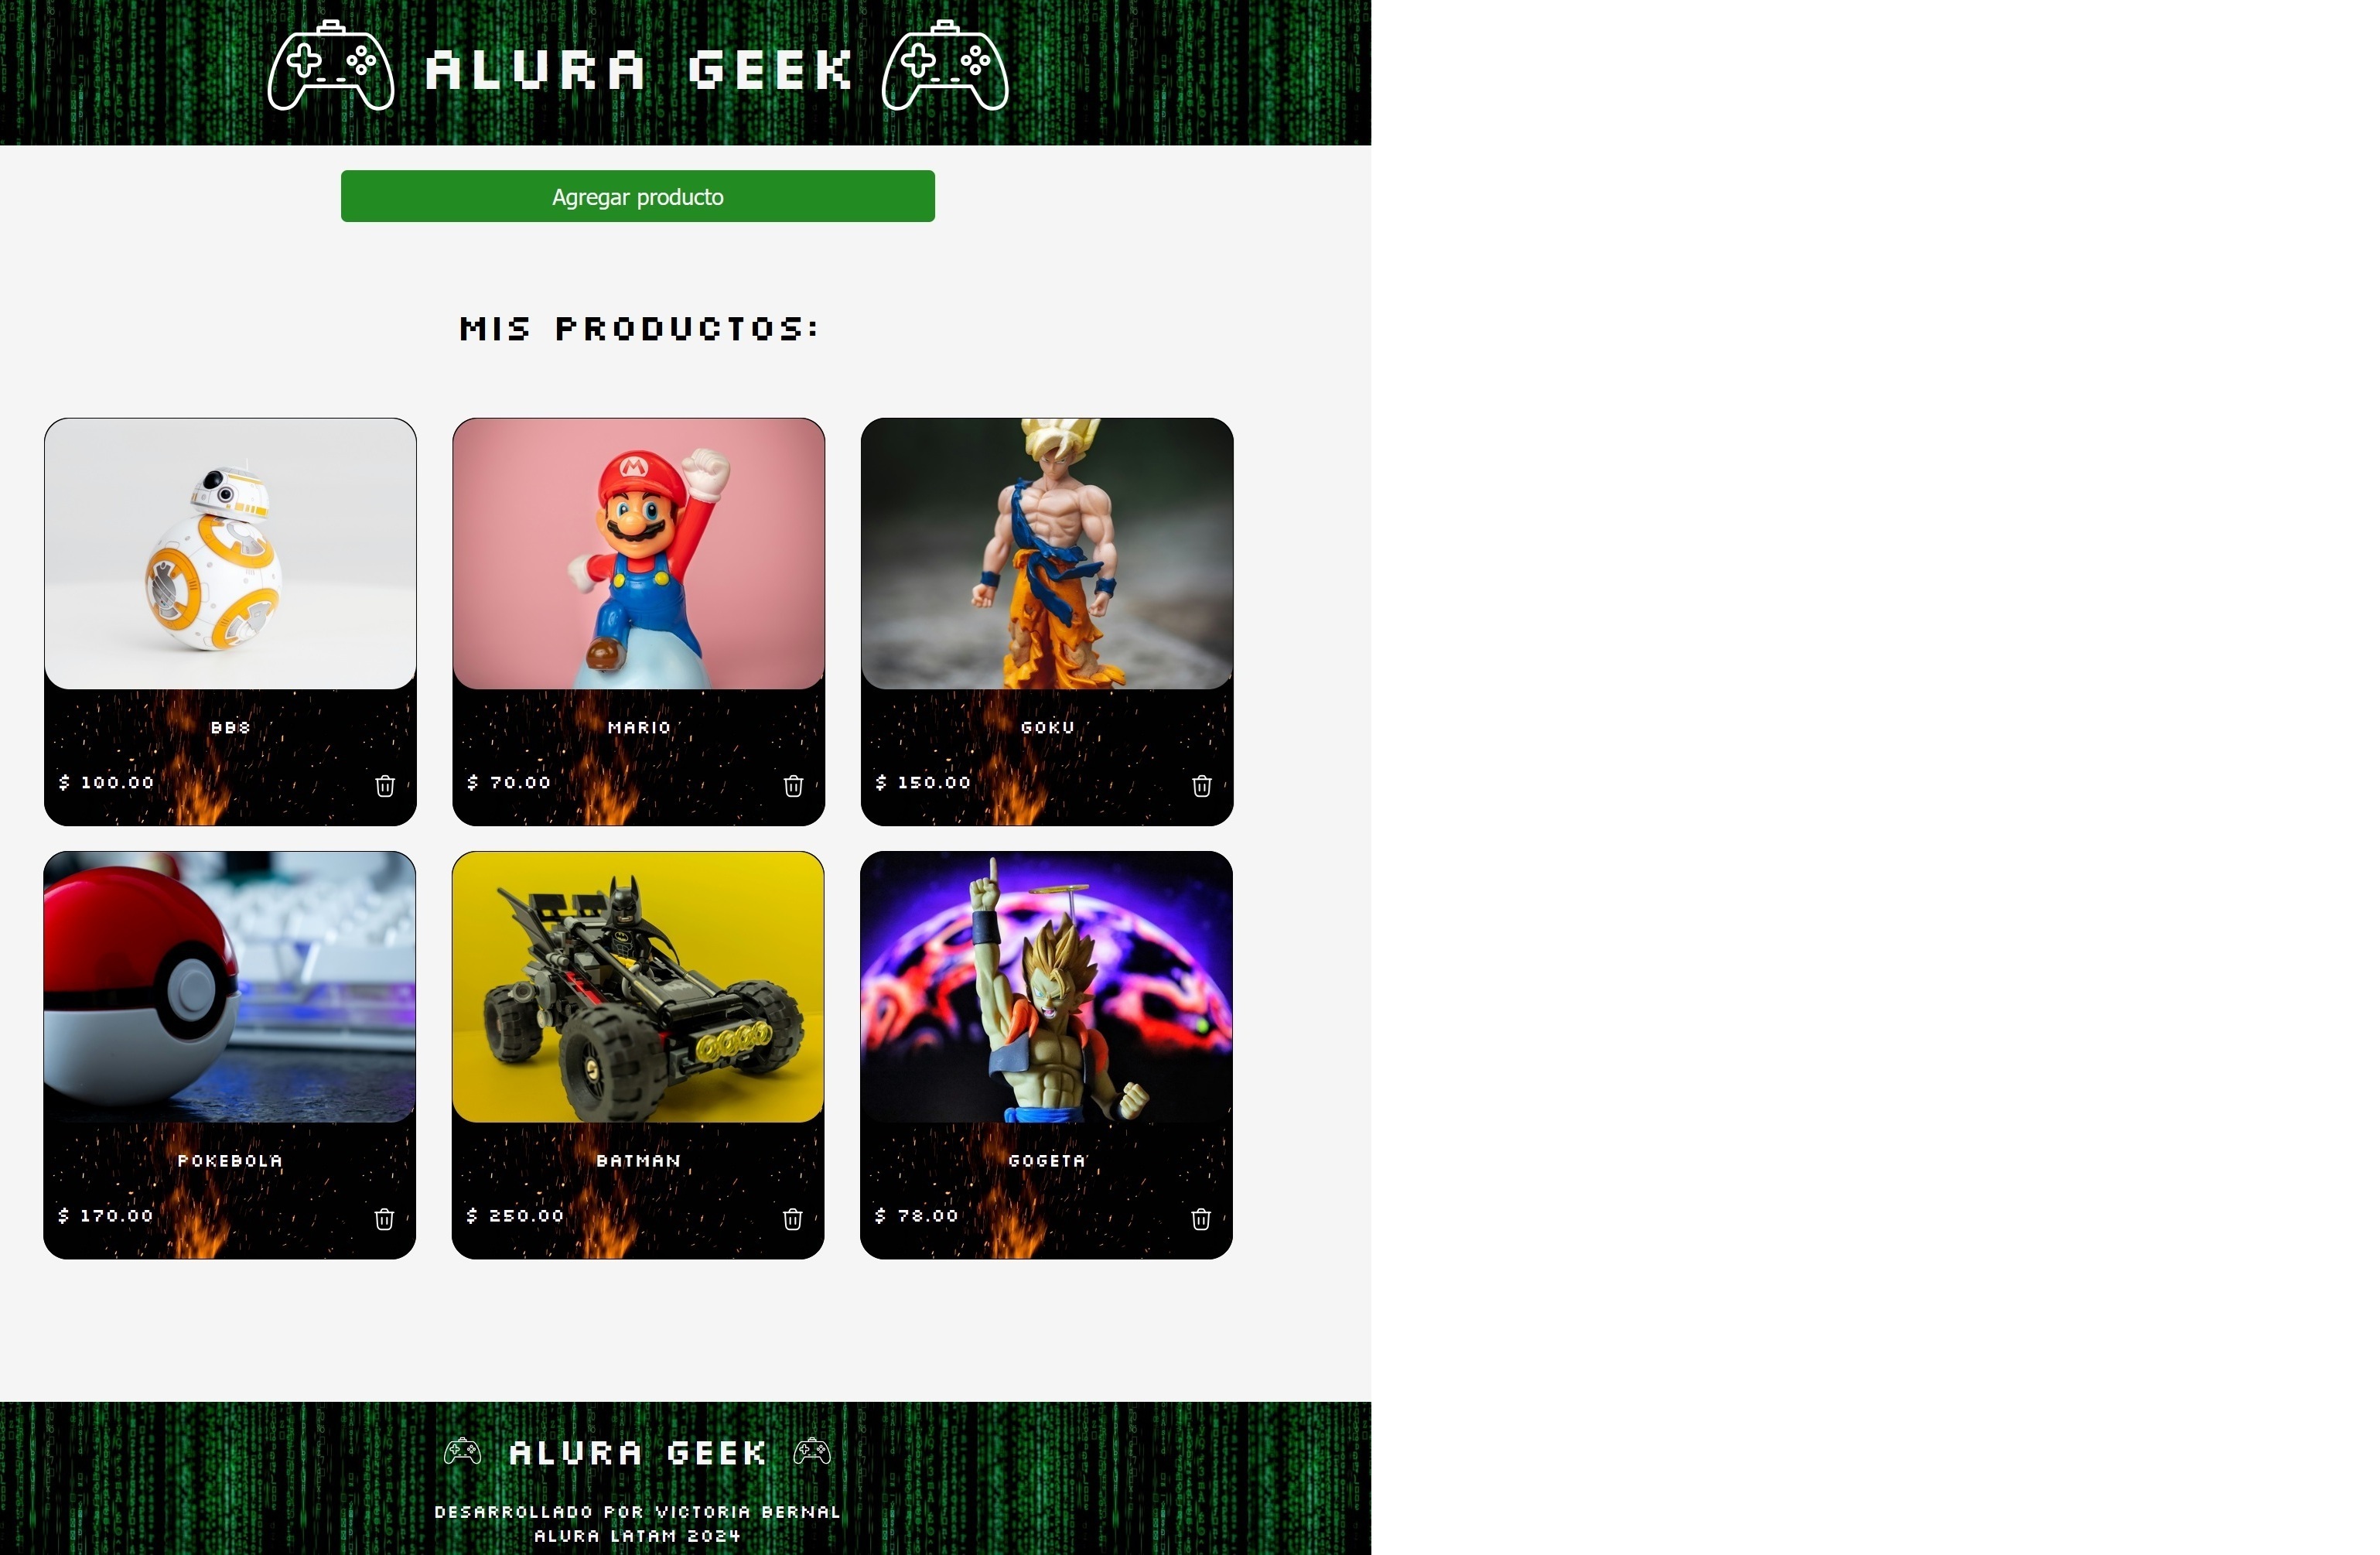 ALURA GEEK
Agregar producto
MIS PRODUCTOS:
BB8
$ 100.00
MARIO
$ 70.00
GOKU
$ 150.00
POKEBOLA
$ 170.00
BATMAN
$ 250.00
GOGETA
$ 78.00
ALURA GEEK
DESARROLLADO POR VICTORIA BERNAL
ALURA LATAM 2024